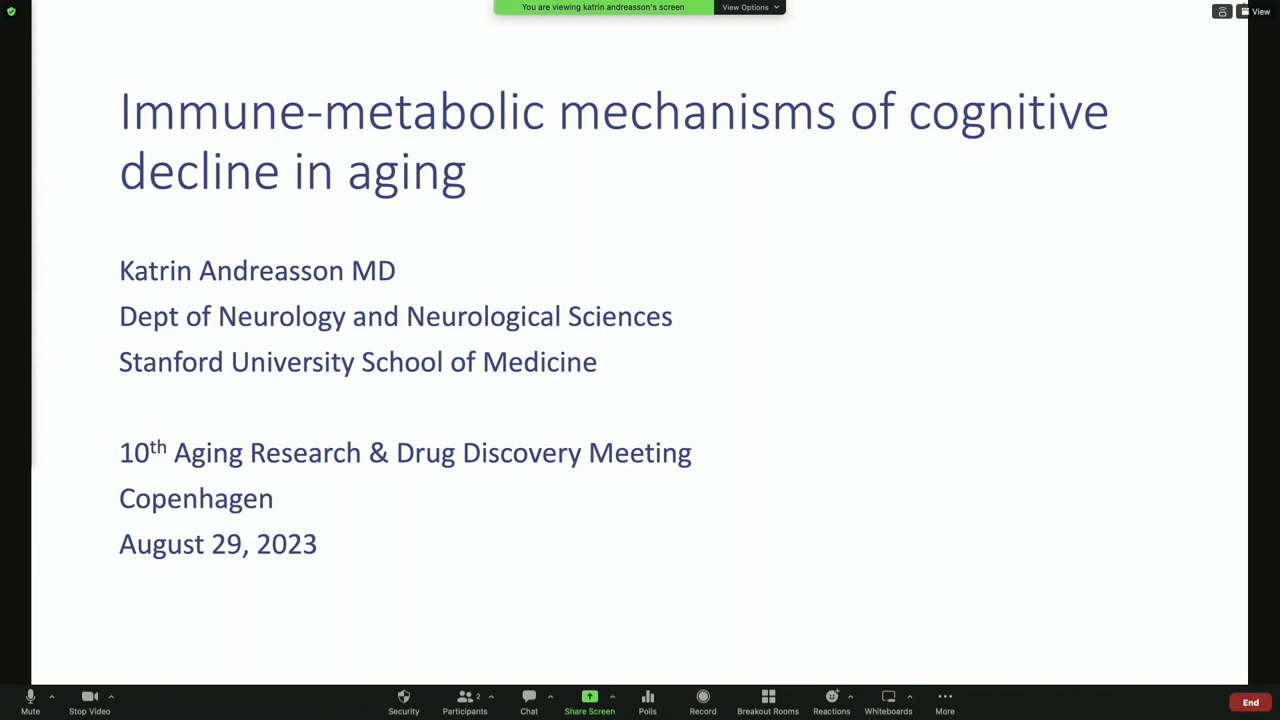 You are viewing katrin andreasson's screen
View Options
View
Immune-metabolic mechanisms of cognitive
decline in aging
Katrin Andreasson MD
Dept of Neurology and Neurological Sciences
Stanford University School of Medicine
10th Aging Research & Drug Discovery Meeting
Copenhagen
August 29, 2023
2
Mute
Stop Video
Security
Participants
Chat
Share Screen
Polls
Record
Breakout Rooms
Reactions
Whiteboards
More
End